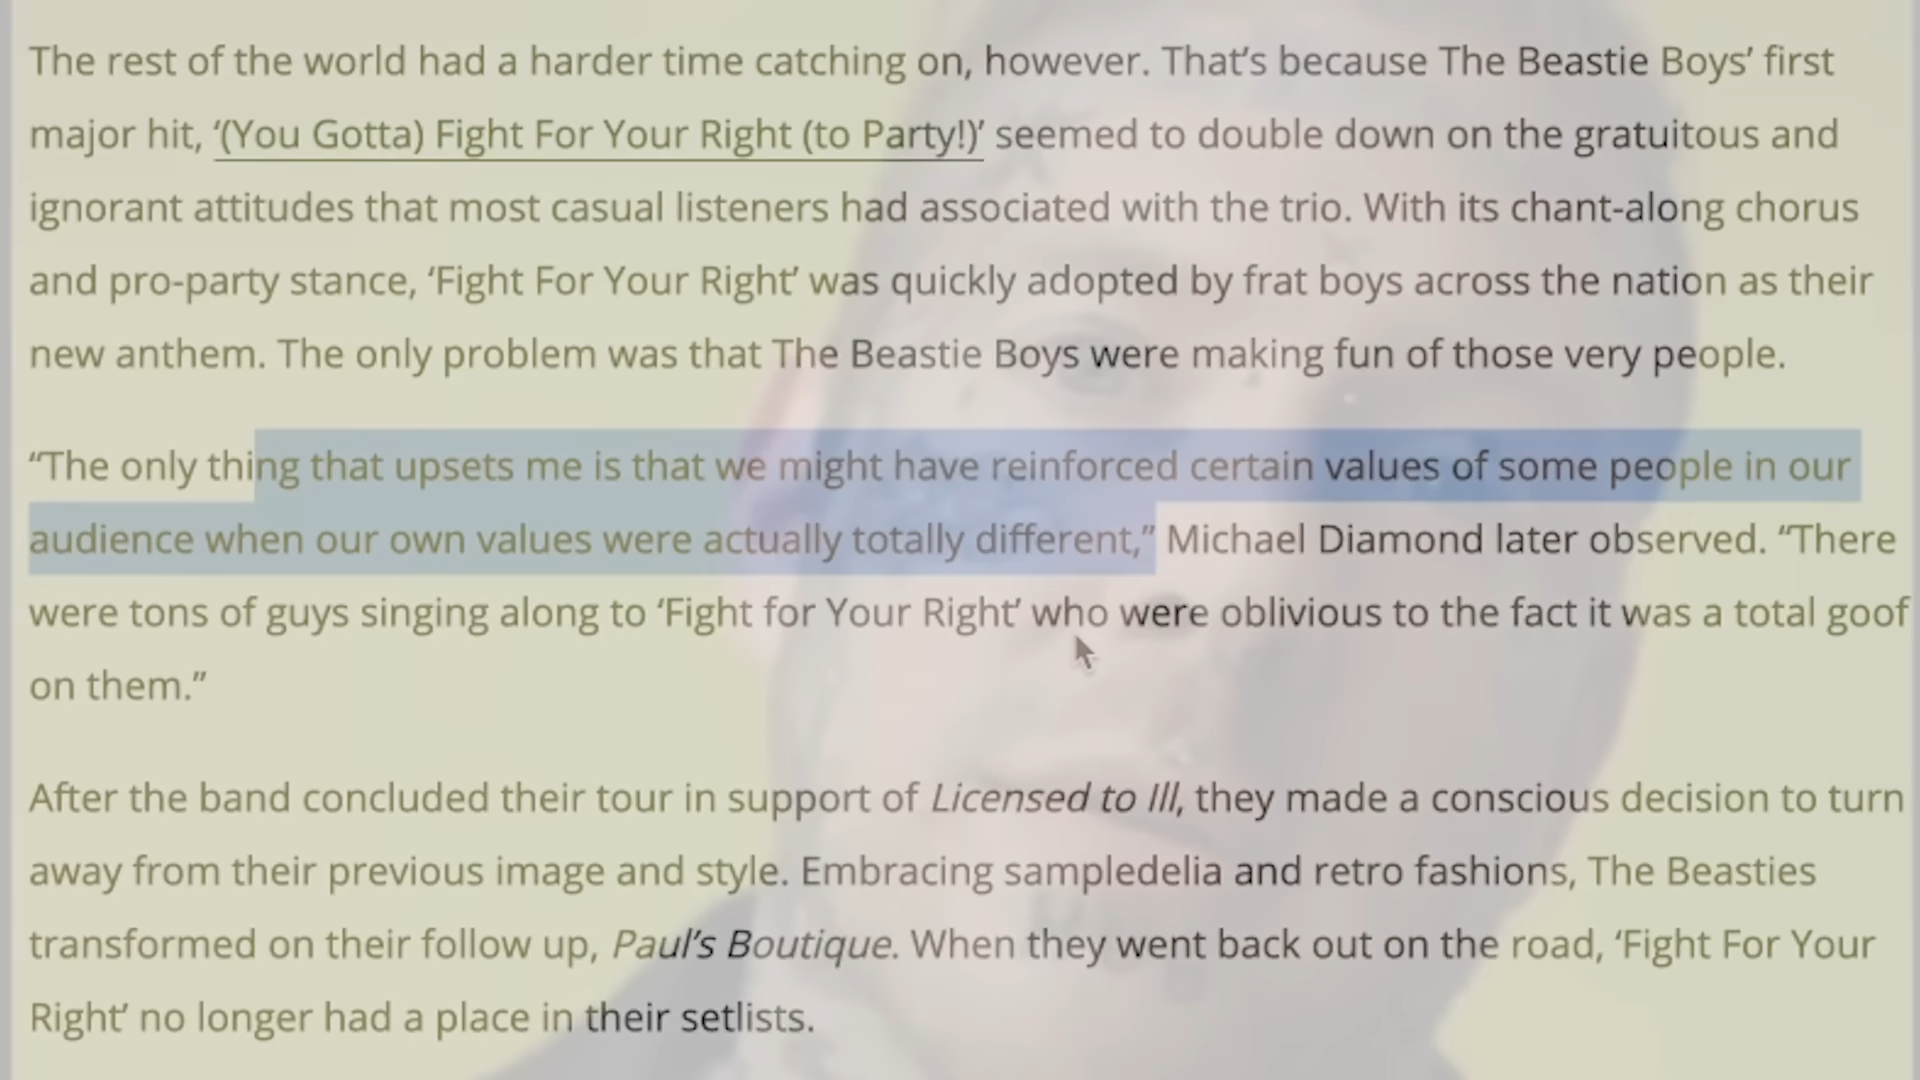 The rest of the world had a harder time catching on, however. That’s because The Beastie Boys’ first
major hit, ‘(You Gotta) Fight For Your Right (to Party!)’ seemed to double down on the gratuitous and
ignorant attitudes that most casual listeners had associated with the trio. With its chant-along chorus
and pro-party stance, ‘Fight For Your Right’ was quickly adopted by frat boys across the nation as their
new anthem. The only problem was that The Beastie Boys were making fun of those very people.
“The only thing that upsets me is that we might have reinforced certain values of some people in our
audience when our own values were actually totally different,” Michael Diamond later observed. “There
were tons of guys singing along to ‘Fight for Your Right’ who were oblivious to the fact it was a total goof
on them.”
After the band concluded their tour in support of Licensed to Ill, they made a conscious decision to turn
away from their previous image and style. Embracing sampledelia and retro fashions, The Beasties
transformed on their follow up, Paul’s Boutique. When they went back out on the road, ‘Fight For Your
Right’ no longer had a place in their setlists.